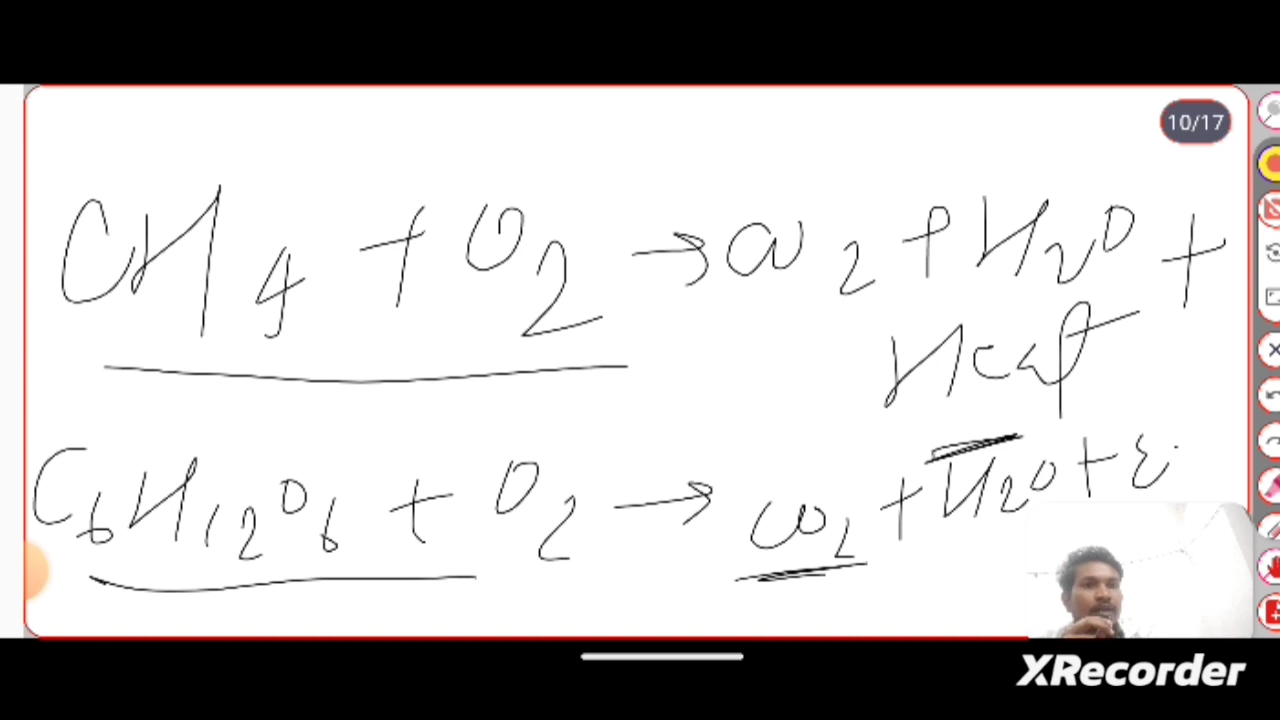 10/17
CH4 + O2 → CO2 + H2O +
Heat
C6H12O6 + O2 → CO2 + H2O + ε
XRecorder